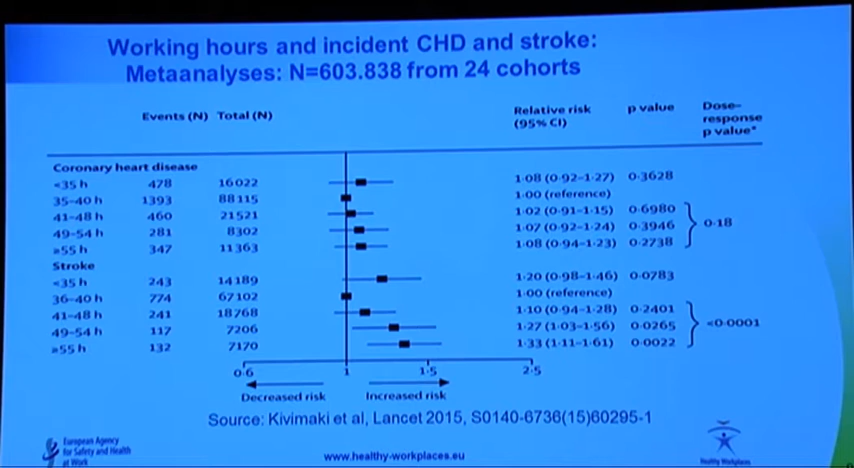 Working hours and incident CHD and stroke:
Metaanalyses: N=603.838 from 24 cohorts
Events (N) Total (N) Relative risk (95% CI) p value Dose-response p value*
Coronary heart disease
<35 h 478 16022 1·08 (0·92–1·27) 0·3628
35–40 h 1393 88115 1·00 (reference)
41–48 h 460 21521 1·02 (0·91–1·15) 0·6980
49–54 h 281 8302 1·07 (0·92–1·24) 0·3946 0·18
≥55 h 347 11363 1·08 (0·94–1·23) 0·2738
Stroke
<35 h 243 14189 1·20 (0·98–1·46) 0·0783
36–40 h 774 67102 1·00 (reference)
41–48 h 241 18768 1·10 (0·94–1·28) 0·2401
49–54 h 117 7206 1·27 (1·03–1·56) 0·0265 <0·0001
≥55 h 132 7170 1·33 (1·11–1·61) 0·0022
0·6 1 1·5 2·5
Decreased risk Increased risk
Source: Kivimaki et al, Lancet 2015, S0140-6736(15)60295-1
European Agency
for Safety and Health
at Work
www.healthy-workplaces.eu
Healthy Workplaces